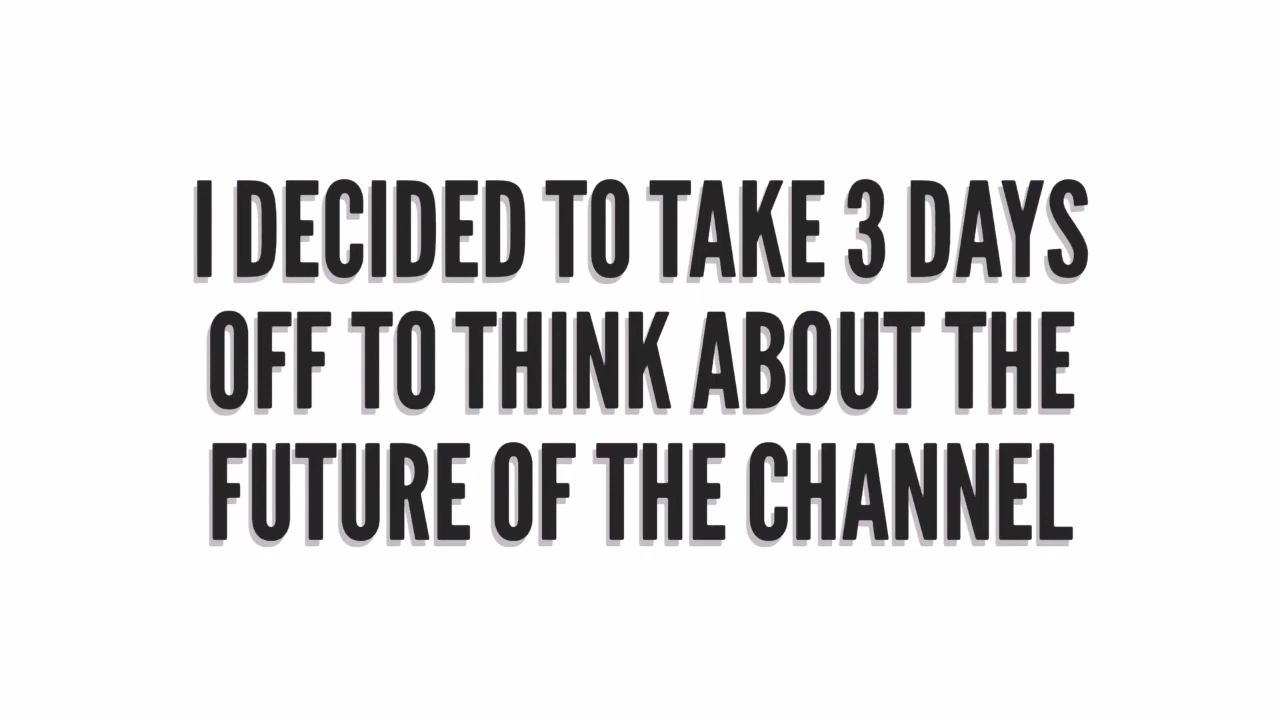 I DECIDED TO TAKE 3 DAYS
OFF TO THINK ABOUT THE
FUTURE OF THE CHANNEL